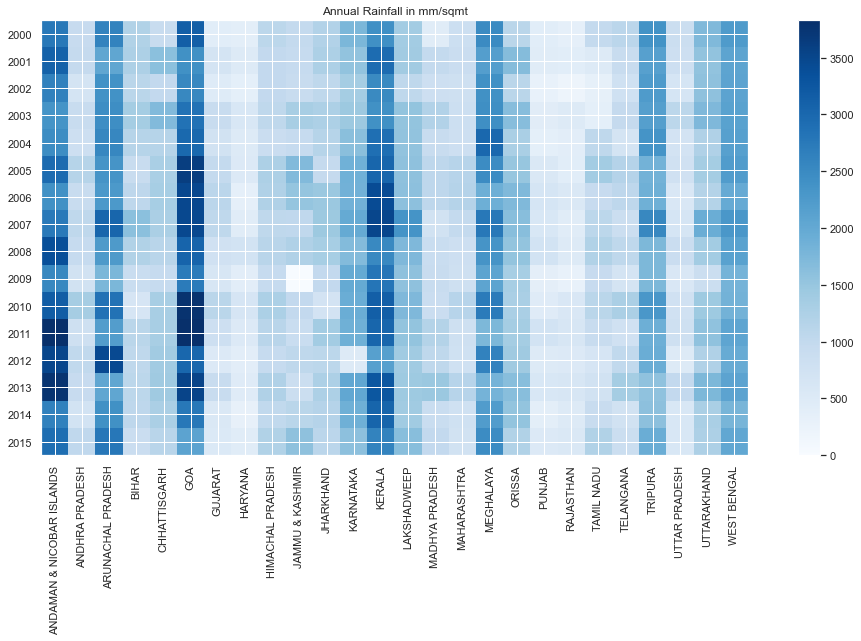 Annual Rainfall in mm/sqmt
2000
2001
2002
2003
2004
2005
2006
2007
2008
2009
2010
2011
2012
2013
2014
2015
ANDAMAN & NICOBAR ISLANDS
ANDHRA PRADESH
ARUNACHAL PRADESH
BIHAR
CHHATTISGARH
GOA
GUJARAT
HARYANA
HIMACHAL PRADESH
JAMMU & KASHMIR
JHARKHAND
KARNATAKA
KERALA
LAKSHADWEEP
MADHYA PRADESH
MAHARASHTRA
MEGHALAYA
ORISSA
PUNJAB
RAJASTHAN
TAMIL NADU
TELANGANA
TRIPURA
UTTAR PRADESH
UTTARAKHAND
WEST BENGAL
3500
3000
2500
2000
1500
1000
500
0